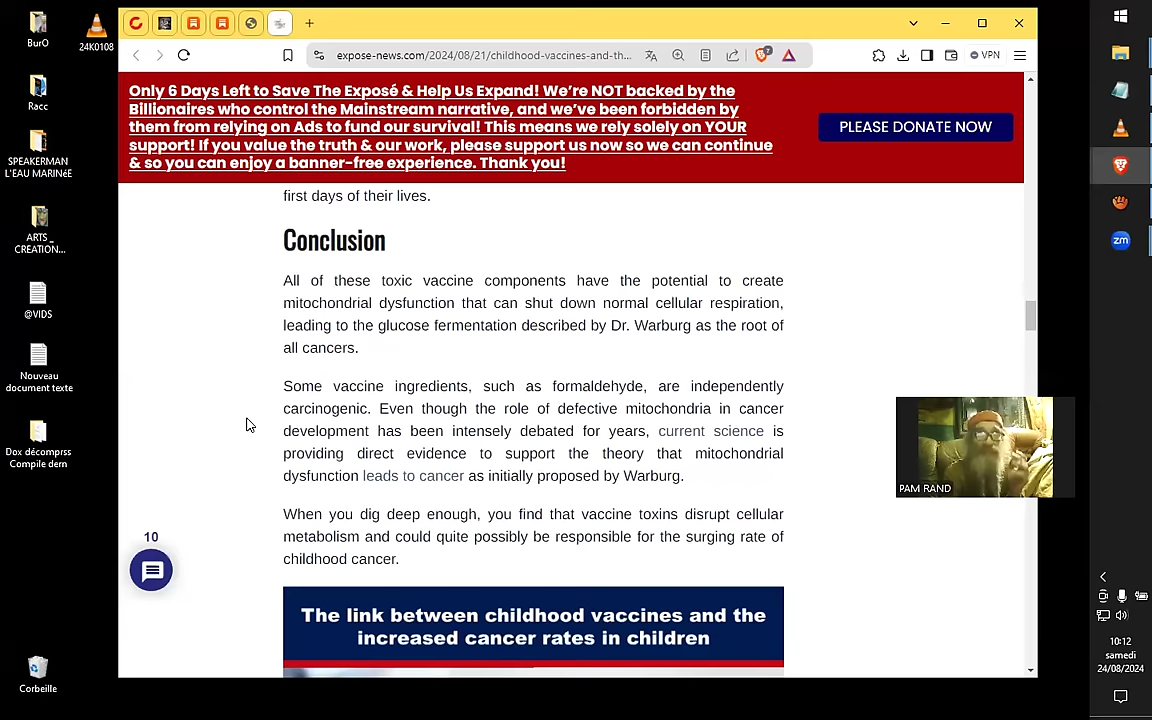 BurO
24K0108
Racc
SPEAKERMAN
L'EAU MARINéE
ARTS _
CREATION...
@VIDS
Nouveau
document texte
Dox décomprss
Compile dern
Corbeille
expose-news.com/2024/08/21/childhood-vaccines-and-th...
VPN
Only 6 Days Left to Save The Exposé & Help Us Expand! We're NOT backed by the
Billionaires who control the Mainstream narrative, and we've been forbidden by
them from relying on Ads to fund our survival! This means we rely solely on YOUR
support! If you value the truth & our work, please support us now so we can continue
& so you can enjoy a banner-free experience. Thank you!
PLEASE DONATE NOW
first days of their lives.
Conclusion
All of these toxic vaccine components have the potential to create
mitochondrial dysfunction that can shut down normal cellular respiration,
leading to the glucose fermentation described by Dr. Warburg as the root of
all cancers.
Some vaccine ingredients, such as formaldehyde, are independently
carcinogenic. Even though the role of defective mitochondria in cancer
development has been intensely debated for years, current science is
providing direct evidence to support the theory that mitochondrial
dysfunction leads to cancer as initially proposed by Warburg.
When you dig deep enough, you find that vaccine toxins disrupt cellular
metabolism and could quite possibly be responsible for the surging rate of
childhood cancer.
10
The link between childhood vaccines and the
increased cancer rates in children
PAM RAND
zm
10:12
samedi
24/08/2024